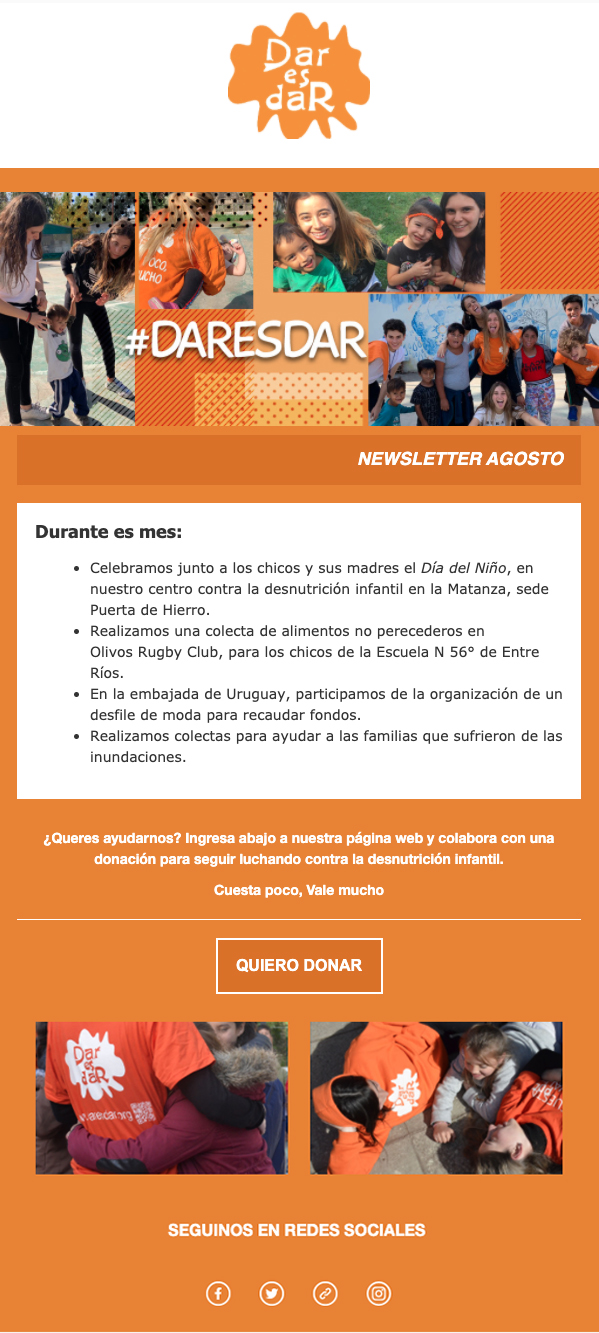 Dar
es
daR
OCO,
UCHO
#DARESDAR
NEWSLETTER AGOSTO
Durante es mes:
• Celebramos junto a los chicos y sus madres el Día del Niño, en
nuestro centro contra la desnutrición infantil en la Matanza, sede
Puerta de Hierro.
• Realizamos una colecta de alimentos no perecederos en
Olivos Rugby Club, para los chicos de la Escuela N 56° de Entre
Ríos.
• En la embajada de Uruguay, participamos de la organización de un
desfile de moda para recaudar fondos.
• Realizamos colectas para ayudar a las familias que sufrieron de las
inundaciones.
¿Queres ayudarnos? Ingresa abajo a nuestra página web y colabora con una
donación para seguir luchando contra la desnutrición infantil.
Cuesta poco, Vale mucho
QUIERO DONAR
Dar
es
daR
Dar
es
daR
SEGUINOS EN REDES SOCIALES